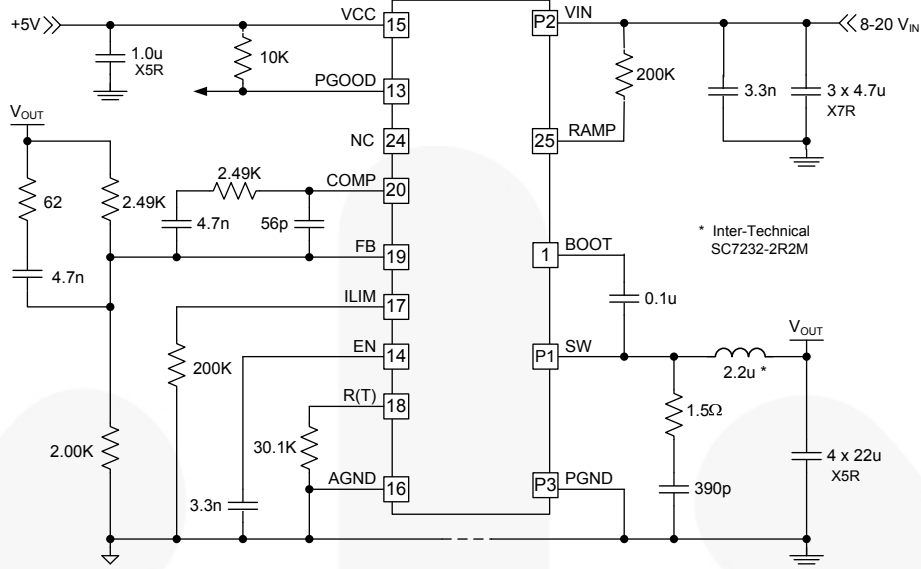 +5V
VCC
15
1.0u
X5R
10K
PGOOD
13
V_OUT
NC
24
62
2.49K
2.49K
COMP
20
4.7n
56p
4.7n
FB
19
ILIM
17
200K
EN
14
R(T)
18
2.00K
30.1K
AGND
16
3.3n
P2
VIN
8-20 V_IN
200K
3.3n
3 x 4.7u
X7R
25
RAMP
* Inter-Technical
SC7232-2R2M
1
BOOT
0.1u
V_OUT
P1
SW
2.2u *
1.5Ω
4 x 22u
X5R
P3
PGND
390p